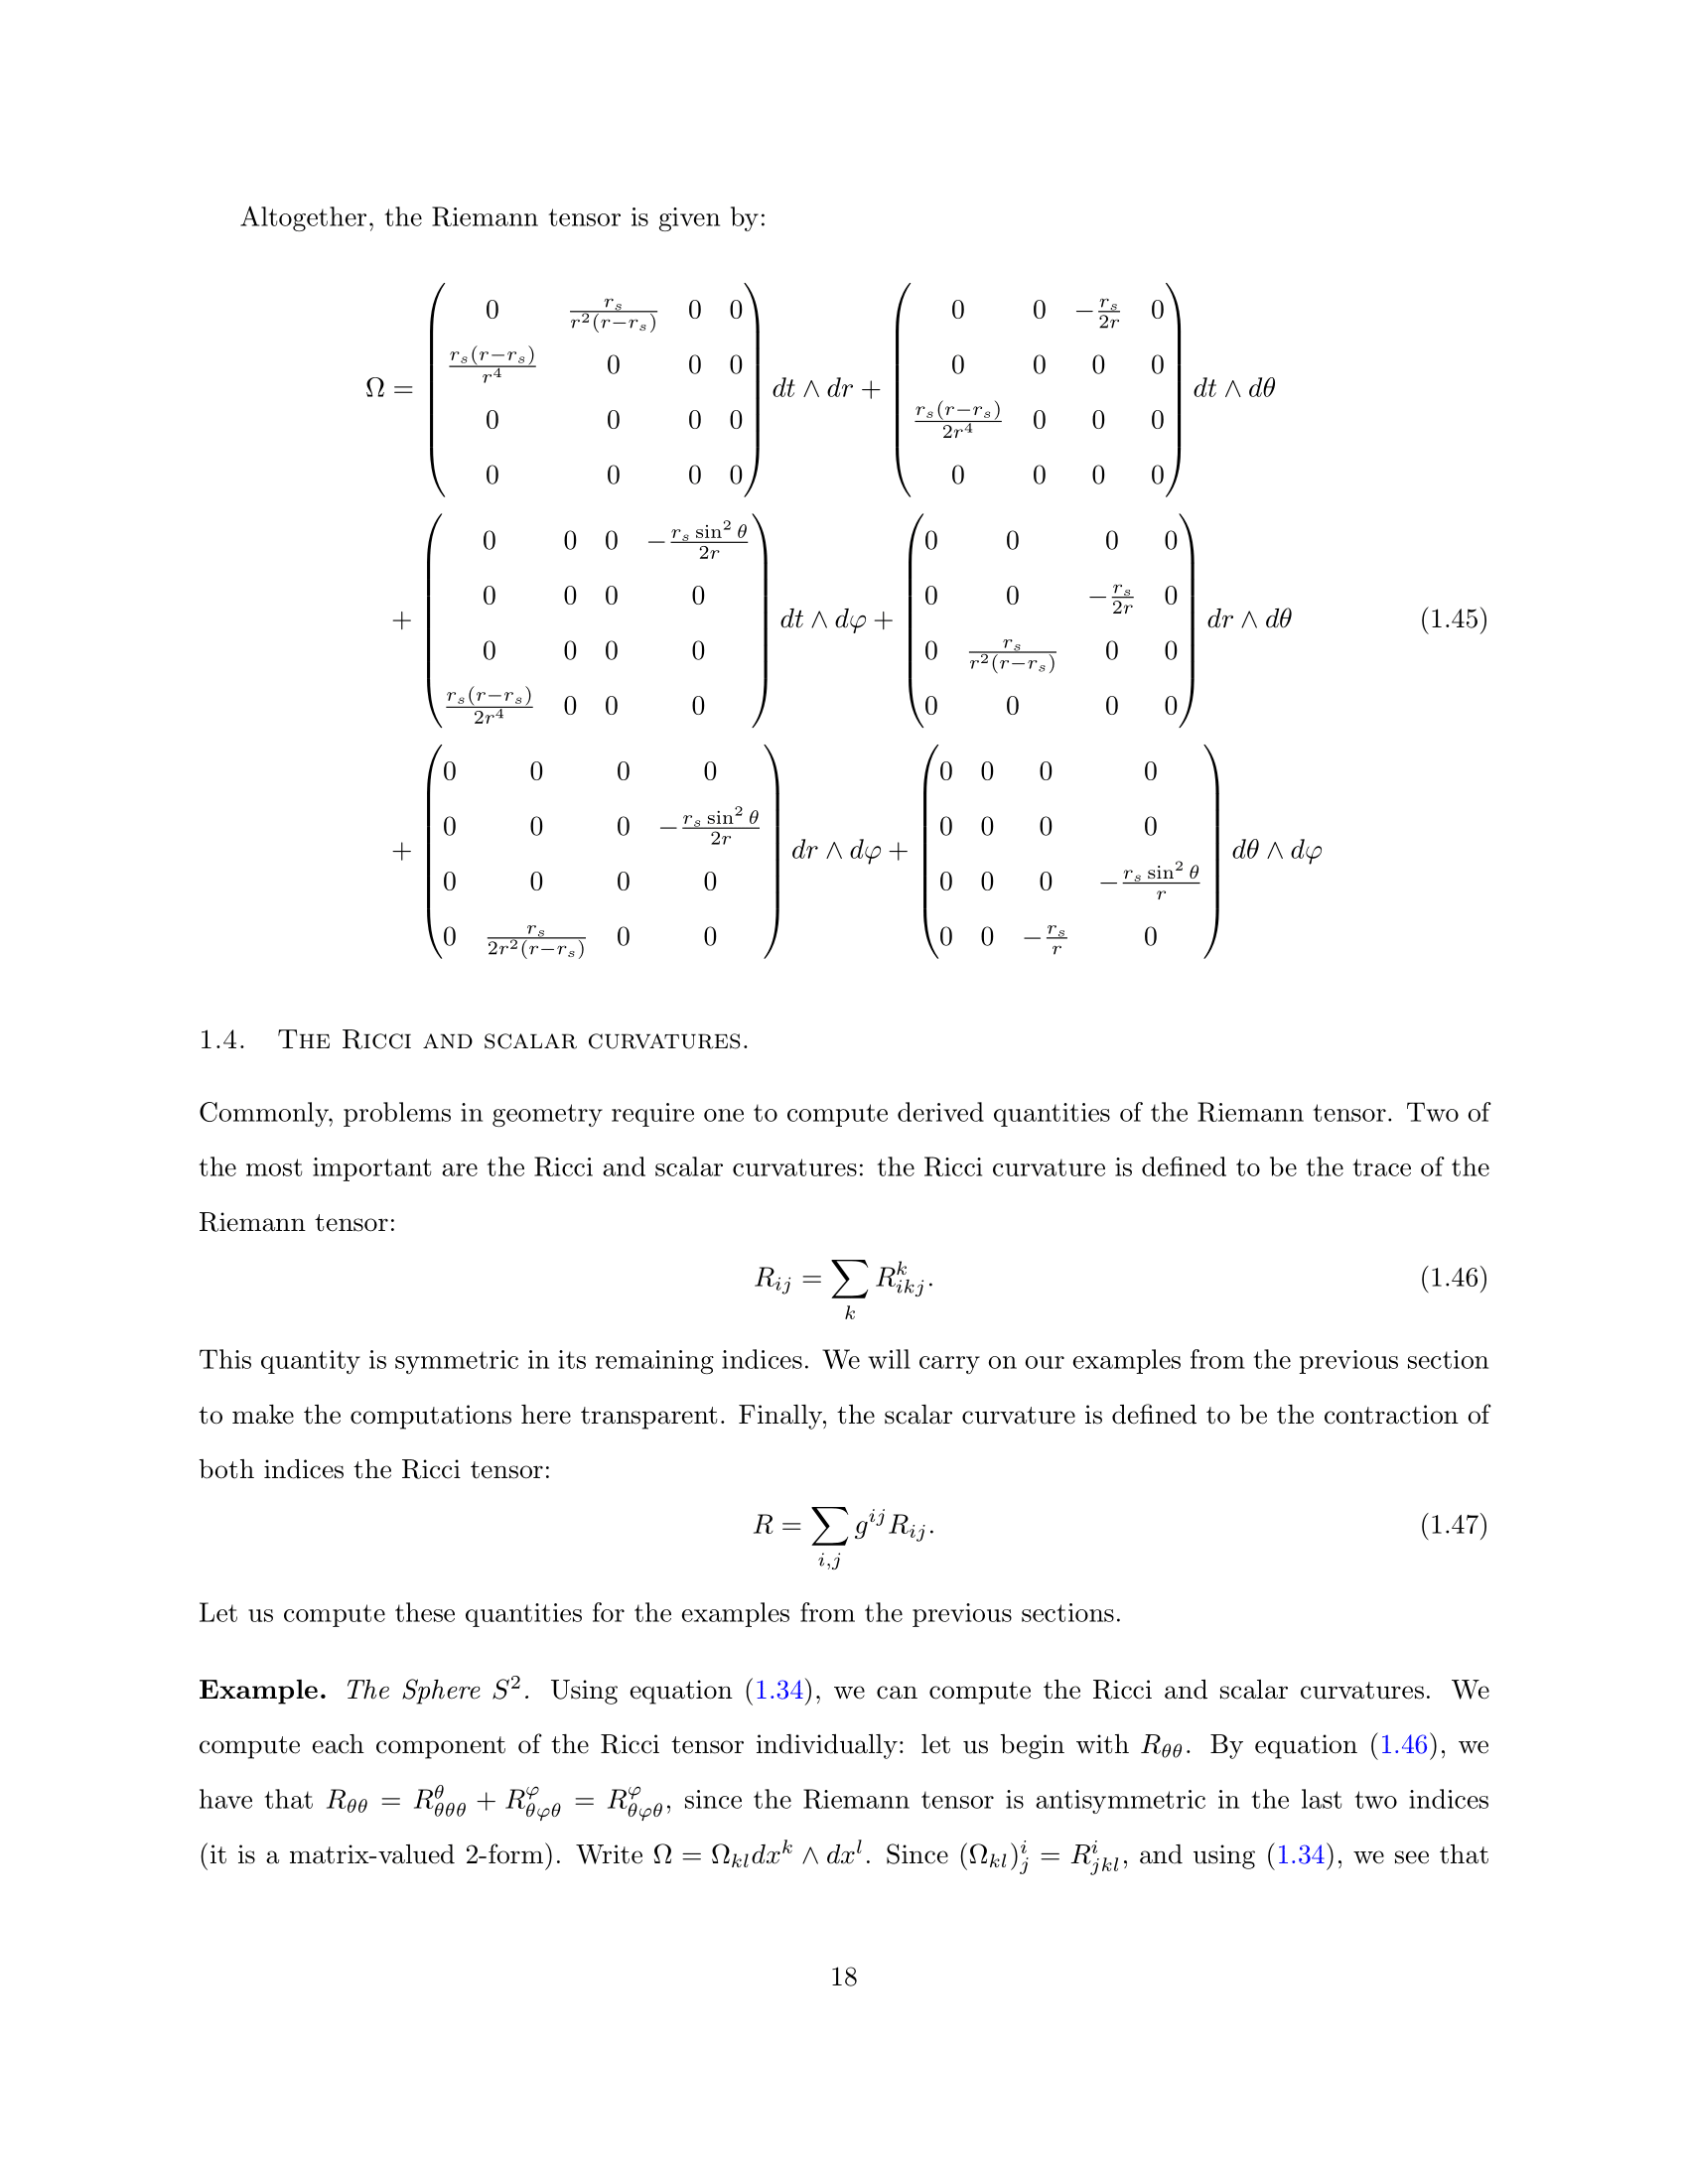 Altogether, the Riemann tensor is given by:
$$\Omega = \begin{pmatrix} 0 & \frac{r_s}{r^2(r-r_s)} & 0 & 0 \\ \frac{r_s(r-r_s)}{r^4} & 0 & 0 & 0 \\ 0 & 0 & 0 & 0 \\ 0 & 0 & 0 & 0 \end{pmatrix} dt \wedge dr + \begin{pmatrix} 0 & 0 & -\frac{r_s}{2r} & 0 \\ 0 & 0 & 0 & 0 \\ \frac{r_s(r-r_s)}{2r^4} & 0 & 0 & 0 \\ 0 & 0 & 0 & 0 \end{pmatrix} dt \wedge d\theta$$
$$+ \begin{pmatrix} 0 & 0 & 0 & -\frac{r_s \sin^2\theta}{2r} \\ 0 & 0 & 0 & 0 \\ 0 & 0 & 0 & 0 \\ \frac{r_s(r-r_s)}{2r^4} & 0 & 0 & 0 \end{pmatrix} dt \wedge d\varphi + \begin{pmatrix} 0 & 0 & 0 & 0 \\ 0 & 0 & -\frac{r_s}{2r} & 0 \\ 0 & \frac{r_s}{r^2(r-r_s)} & 0 & 0 \\ 0 & 0 & 0 & 0 \end{pmatrix} dr \wedge d\theta \quad (1.45)$$
$$+ \begin{pmatrix} 0 & 0 & 0 & 0 \\ 0 & 0 & 0 & -\frac{r_s \sin^2\theta}{2r} \\ 0 & 0 & 0 & 0 \\ 0 & \frac{r_s}{2r^2(r-r_s)} & 0 & 0 \end{pmatrix} dr \wedge d\varphi + \begin{pmatrix} 0 & 0 & 0 & 0 \\ 0 & 0 & 0 & 0 \\ 0 & 0 & 0 & -\frac{r_s \sin^2\theta}{r} \\ 0 & 0 & -\frac{r_s}{r} & 0 \end{pmatrix} d\theta \wedge d\varphi$$
1.4. The Ricci and scalar curvatures.
Commonly, problems in geometry require one to compute derived quantities of the Riemann tensor. Two of
the most important are the Ricci and scalar curvatures: the Ricci curvature is defined to be the trace of the
Riemann tensor:
$$R_{ij} = \sum_k R^k_{ikj}. \quad (1.46)$$
This quantity is symmetric in its remaining indices. We will carry on our examples from the previous section
to make the computations here transparent. Finally, the scalar curvature is defined to be the contraction of
both indices the Ricci tensor:
$$R = \sum_{i,j} g^{ij} R_{ij}. \quad (1.47)$$
Let us compute these quantities for the examples from the previous sections.
Example. The Sphere $S^2$. Using equation (1.34), we can compute the Ricci and scalar curvatures. We
compute each component of the Ricci tensor individually: let us begin with $R_{\theta\theta}$. By equation (1.46), we
have that $R_{\theta\theta} = R^\theta_{\theta\theta\theta} + R^\varphi_{\theta\varphi\theta} = R^\varphi_{\theta\varphi\theta}$, since the Riemann tensor is antisymmetric in the last two indices
(it is a matrix-valued 2-form). Write $\Omega = \Omega_{kl} dx^k \wedge dx^l$. Since $(\Omega_{kl})^i_j = R^i_{jkl}$, and using (1.34), we see that
18